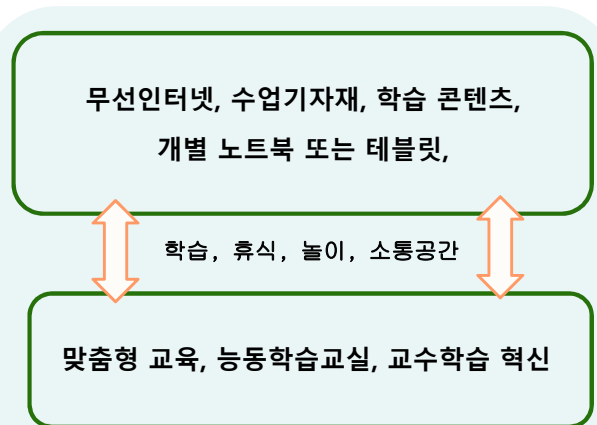 무선인터넷, 수업기자재, 학습 콘텐츠,
개별 노트북 또는 테블릿,
학습, 휴식, 놀이, 소통공간
맞춤형 교육, 능동학습교실, 교수학습 혁신